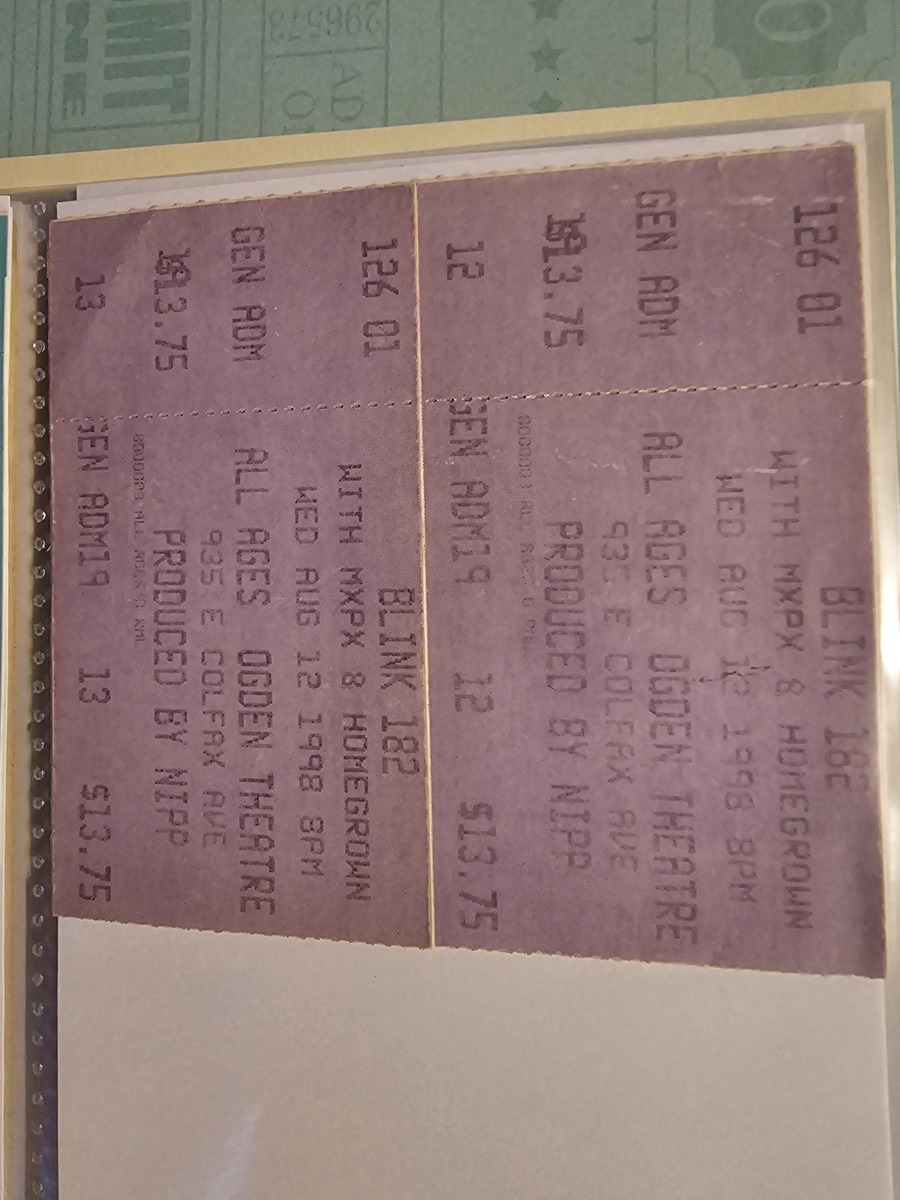 BLINK 182
WITH MXPX & HOMEGROWN
WED AUG 12 1998 8PM
ALL AGES OGDEN THEATRE
935 E COLFAX AVE
PRODUCED BY NIPP
GEN ADM19 12 $13.75
126 01
GEN ADM
13.75
12
BLINK 182
WITH MXPX & HOMEGROWN
WED AUG 12 1998 8PM
ALL AGES OGDEN THEATRE
935 E COLFAX AVE
PRODUCED BY NIPP
GEN ADM19 13 $13.75
126 01
GEN ADM
13.75
13
296573